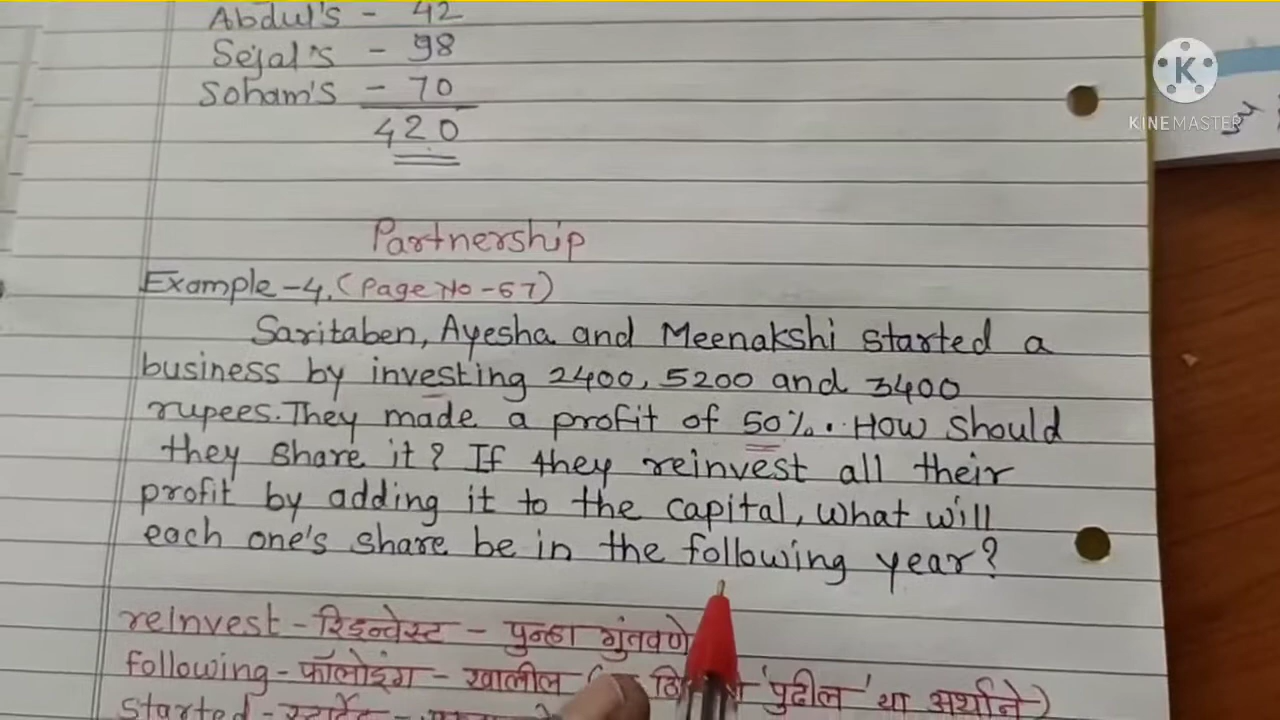 Abdul's - 42
Sejal's - 98
Soham's - 70
420
KINEMASTER
Partnership
Example-4. (Page No-67)
Saritaben, Ayesha and Meenakshi started a
business by investing 2400, 5200 and 3400
rupees. They made a profit of 50%. How should
they share it? If they reinvest all their
profit by adding it to the capital, what will
each one's share be in the following year?
reinvest - रिइन्वेस्ट - पुन्हा गुंतवणे
following - फॉलोइंग - खालील 'पुढील' या अर्थाने)
started -